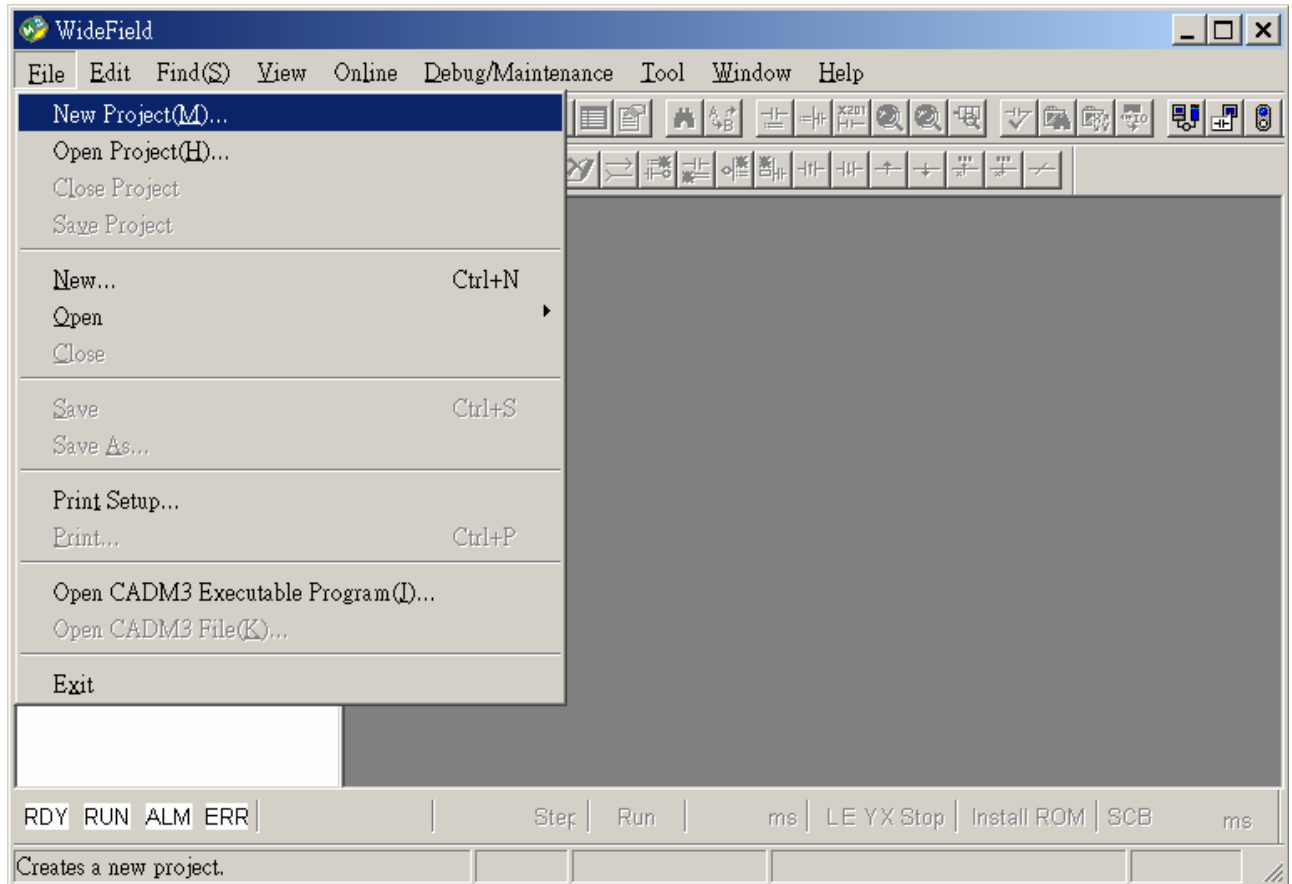 WideField
File Edit Find(S) View Online Debug/Maintenance Tool Window Help
New Project(M)...
Open Project(H)...
Close Project
Save Project
New... Ctrl+N
Open
Close
Save Ctrl+S
Save As...
Print Setup...
Print... Ctrl+P
Open CADM3 Executable Program(J)...
Open CADM3 File(K)...
Exit
RDY RUN ALM ERR Step Run ms LE YX Stop Install ROM SCB ms
Creates a new project.